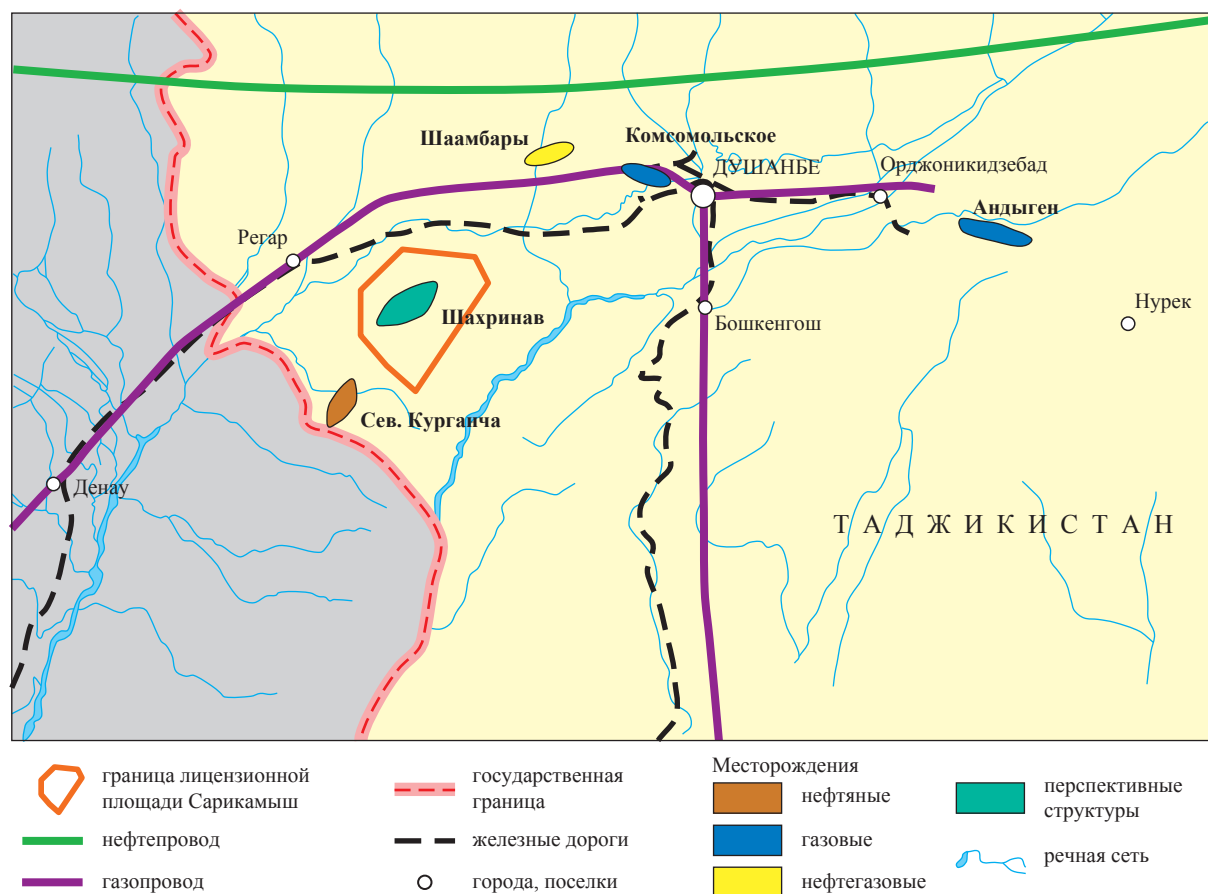 Шаамбары
Комсомольское
ДУШАНБЕ
Орджоникидзебад
Андыген
Регар
Шахринав
Бошкенгош
Нурек
Сев. Курганча
Денау
ТАДЖИКИСТАН
граница лицензионной
площади Сарикамыш
нефтепровод
газопровод
государственная
граница
железные дороги
города, поселки
Месторождения
нефтяные
газовые
нефтегазовые
перспективные
структуры
речная сеть